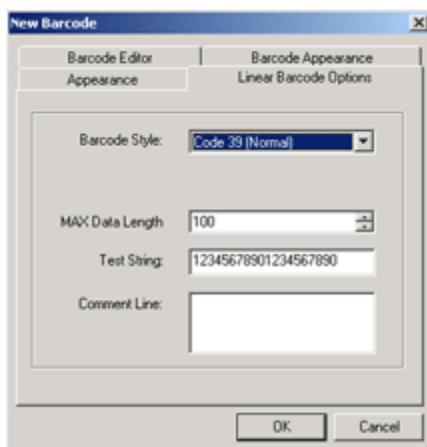 New Barcode
Barcode Editor
Barcode Appearance
Appearance
Linear Barcode Options
Barcode Style:
Code 39 (Normal)
MAX Data Length
100
Test String:
12345678901234567890
Comment Line:
OK
Cancel